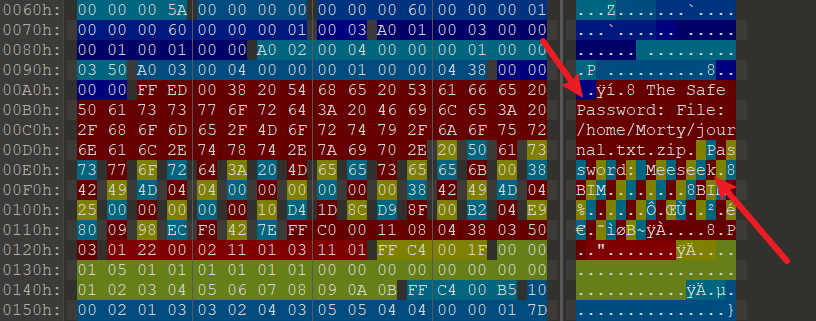 0060h: 00 00 00 5A 00 00 00 00 00 00 00 60 00 00 00 01 ...Z.......`....
0070h: 00 00 00 60 00 00 00 01 00 03 A0 01 00 03 00 00 ...`...... .....
0080h: 00 01 00 01 00 00 A0 02 00 04 00 00 00 01 00 00 ...... .........
0090h: 03 50 A0 03 00 04 00 00 00 01 00 00 04 38 00 00 .P ..........8..
00A0h: 00 00 FF ED 00 38 20 54 68 65 20 53 61 66 65 20 ..ÿí.8 The Safe
00B0h: 50 61 73 73 77 6F 72 64 3A 20 46 69 6C 65 3A 20 Password: File:
00C0h: 2F 68 6F 6D 65 2F 4D 6F 72 74 79 2F 6A 6F 75 72 /home/Morty/jour
00D0h: 6E 61 6C 2E 74 78 74 2E 7A 69 70 2E 20 50 61 73 nal.txt.zip. Pas
00E0h: 73 77 6F 72 64 3A 20 4D 65 65 73 65 65 6B 00 38 sword: Meeseek.8
00F0h: 42 49 4D 04 04 00 00 00 00 00 00 38 42 49 4D 04 BIM........8BIM.
0100h: 25 00 00 00 00 00 10 D4 1D 8C D9 8F 00 B2 04 E9 %......Ô.ŒÙ..².é
0110h: 80 09 98 EC F8 42 7E FF C0 00 11 08 04 38 03 50 €.˜ìøB~ÿÀ....8.P
0120h: 03 01 22 00 02 11 01 03 11 01 FF C4 00 1F 00 00 ..".......ÿÄ....
0130h: 01 05 01 01 01 01 01 01 00 00 00 00 00 00 00 00 ................
0140h: 01 02 03 04 05 06 07 08 09 0A 0B FF C4 00 B5 10 ...........ÿÄ.µ.
0150h: 00 02 01 03 03 02 04 03 05 05 04 04 00 00 01 7D ...............}